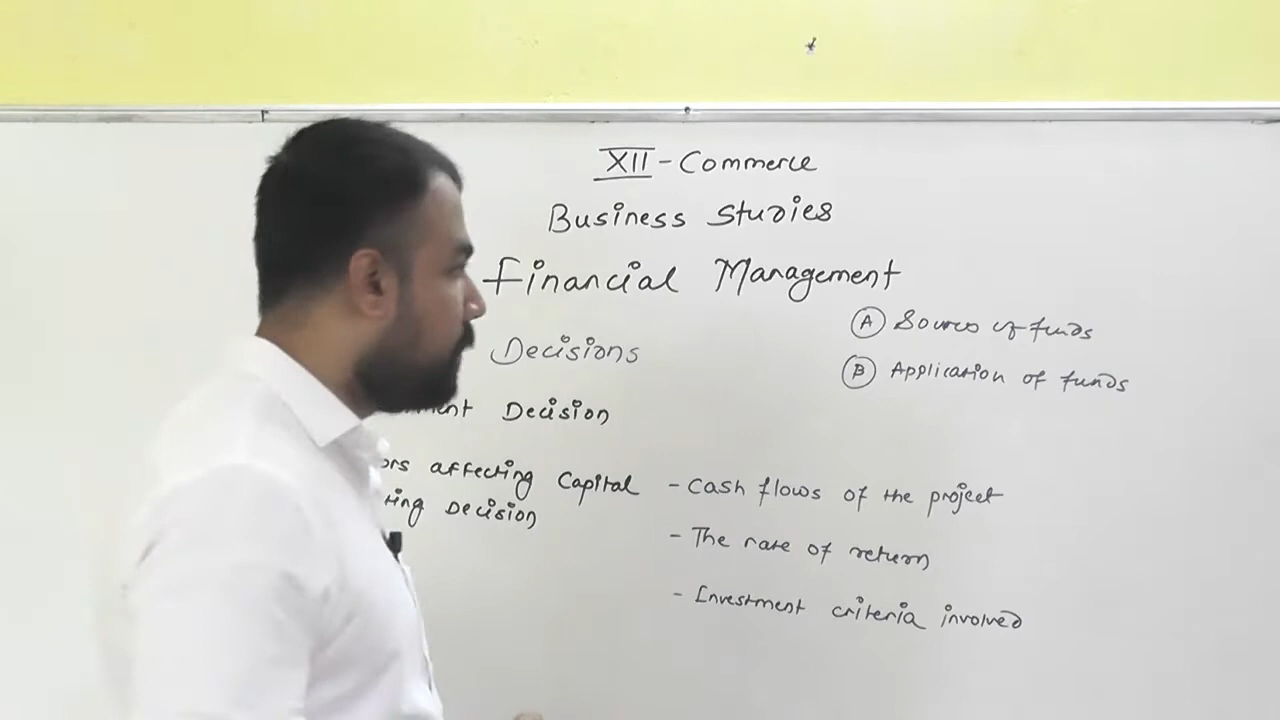 XII - Commerce
Business Studies
Financial Management
(A) Source of funds
Decisions
(B) Application of funds
Decision
affecting Capital
Decision
- Cash flows of the project
- The rate of return
- Investment criteria involved